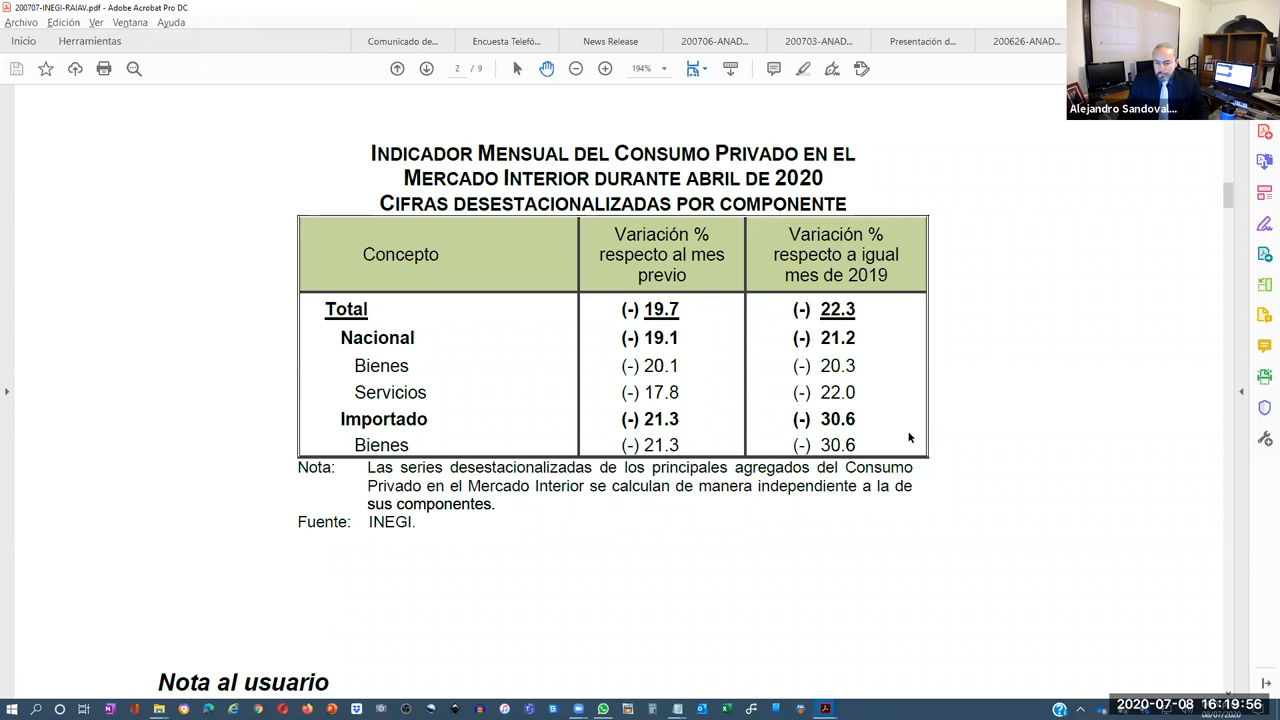 200707-INEGI-RAIAV.pdf - Adobe Acrobat Pro DC
Archivo Edición Ver Ventana Ayuda
Inicio Herramientas Comunicado de... Encuesta Telefó... News Release 200706-ANAD... 200703-ANAD... Presentación d... 200626-ANAD...
2 / 9 194%
Alejandro Sandoval...
INDICADOR MENSUAL DEL CONSUMO PRIVADO EN EL
MERCADO INTERIOR DURANTE ABRIL DE 2020
CIFRAS DESESTACIONALIZADAS POR COMPONENTE
Concepto
Variación %
respecto al mes
previo
Variación %
respecto a igual
mes de 2019
Total (-) 19.7 (-) 22.3
Nacional (-) 19.1 (-) 21.2
Bienes (-) 20.1 (-) 20.3
Servicios (-) 17.8 (-) 22.0
Importado (-) 21.3 (-) 30.6
Bienes (-) 21.3 (-) 30.6
Nota: Las series desestacionalizadas de los principales agregados del Consumo
Privado en el Mercado Interior se calculan de manera independiente a la de
sus componentes.
Fuente: INEGI.
Nota al usuario
2020-07-08 16:19:56
08/07/2020